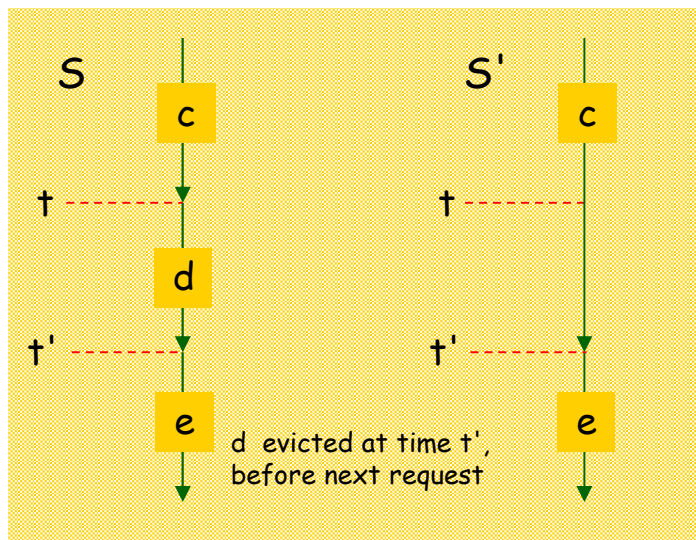 S
S'
c
c
t
t
d
t'
t'
e
e
d evicted at time t',
before next request